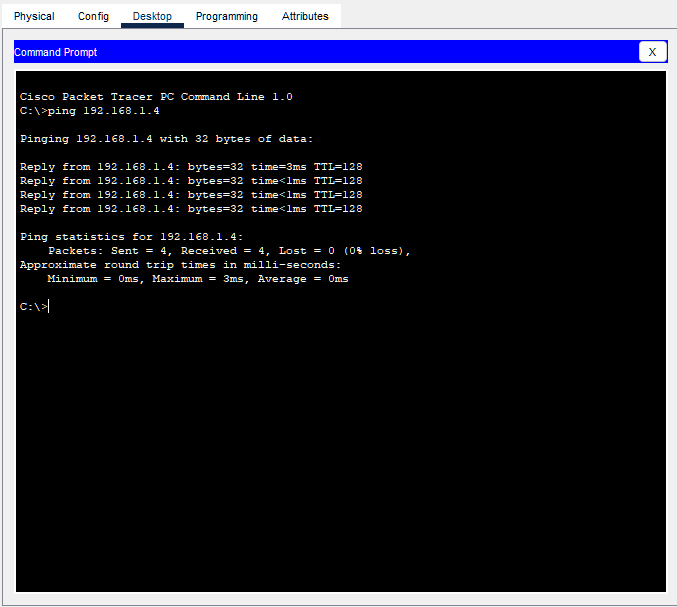 Physical Config Desktop Programming Attributes
Command Prompt X
Cisco Packet Tracer PC Command Line 1.0
C:\>ping 192.168.1.4
Pinging 192.168.1.4 with 32 bytes of data:
Reply from 192.168.1.4: bytes=32 time=3ms TTL=128
Reply from 192.168.1.4: bytes=32 time<1ms TTL=128
Reply from 192.168.1.4: bytes=32 time<1ms TTL=128
Reply from 192.168.1.4: bytes=32 time<1ms TTL=128
Ping statistics for 192.168.1.4:
Packets: Sent = 4, Received = 4, Lost = 0 (0% loss),
Approximate round trip times in milli-seconds:
Minimum = 0ms, Maximum = 3ms, Average = 0ms
C:\>